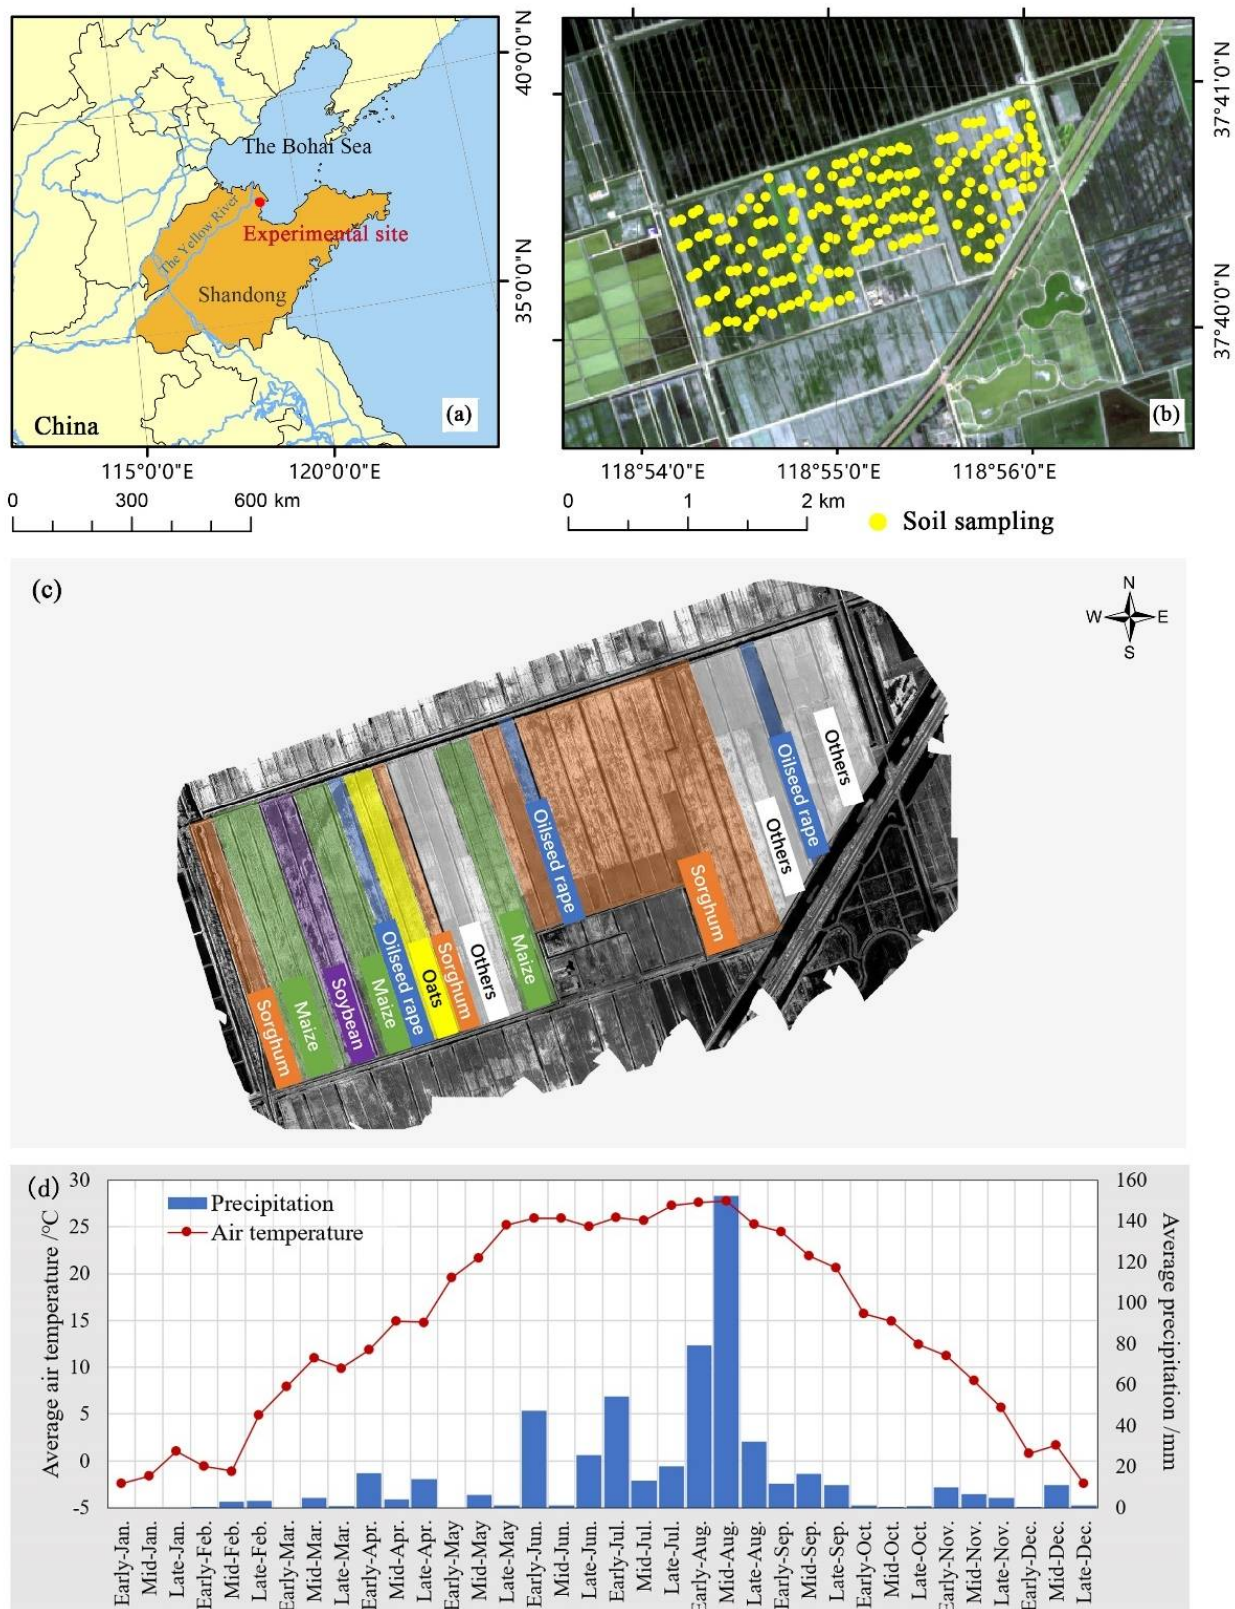 The Bohai Sea
The Yellow River
Experimental site
Shandong
China
(a)
40°0'0"N
35°0'0"N
115°0'0"E
120°0'0"E
0 300 600 km
(b)
37°41'0"N
37°40'0"N
118°54'0"E
118°55'0"E
118°56'0"E
0 1 2 km
Soil sampling
(c)
N
W E
S
Sorghum
Maize
Soybean
Maize
Oilseed rape
Oats
Sorghum
Others
Maize
Oilseed rape
Sorghum
Others
Oilseed rape
Others
(d)
Precipitation
Air temperature
Average air temperature /°C
30
25
20
15
10
5
0
-5
Average precipitation /mm
160
140
120
100
80
60
40
20
0
Early-Jan.
Mid-Jan.
Late-Jan.
Early-Feb.
Mid-Feb.
Late-Feb.
Early-Mar.
Mid-Mar.
Late-Mar.
Early-Apr.
Mid-Apr.
Late-Apr.
Early-May
Mid-May
Late-May
Early-Jun.
Mid-Jun.
Late-Jun.
Early-Jul.
Mid-Jul.
Late-Jul.
Early-Aug.
Mid-Aug.
Late-Aug.
Early-Sep.
Mid-Sep.
Late-Sep.
Early-Oct.
Mid-Oct.
Late-Oct.
Early-Nov.
Mid-Nov.
Late-Nov.
Early-Dec.
Mid-Dec.
Late-Dec.